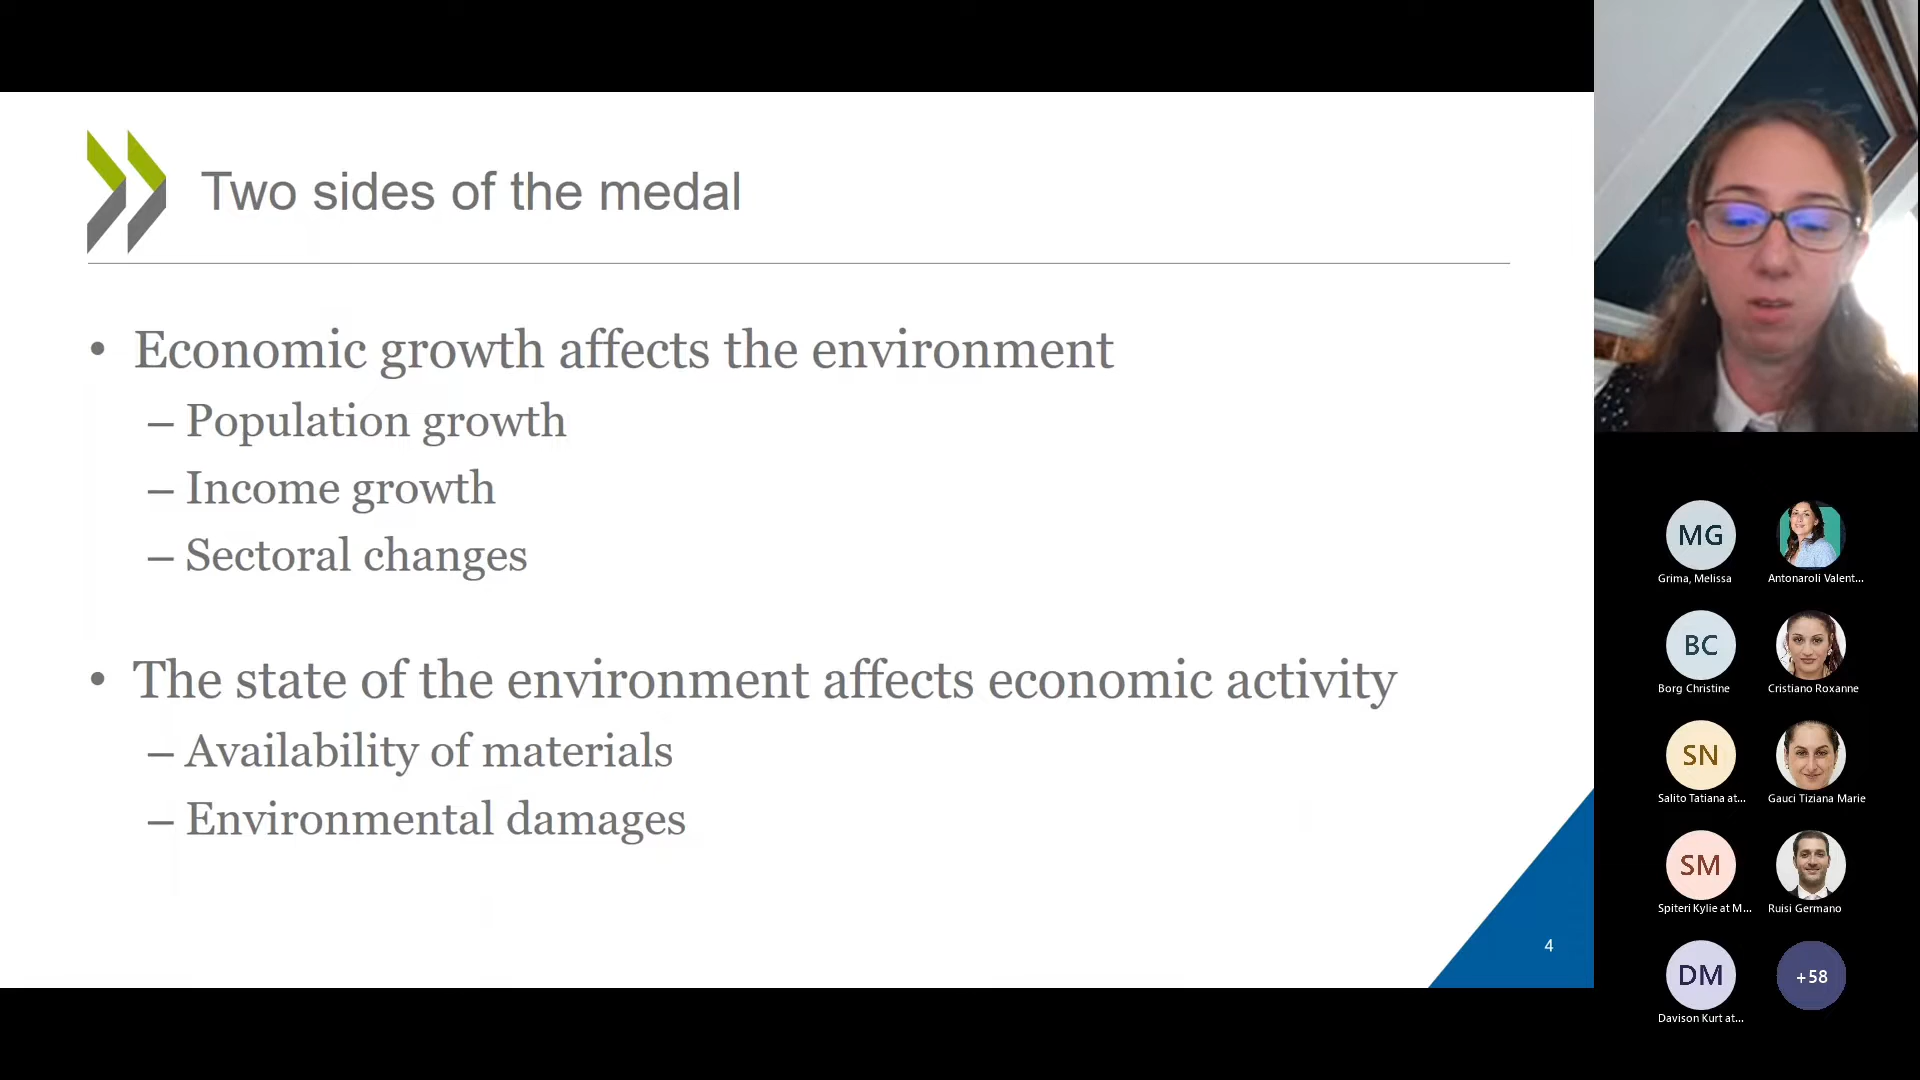 Two sides of the medal
• Economic growth affects the environment
– Population growth
– Income growth
– Sectoral changes
• The state of the environment affects economic activity
– Availability of materials
– Environmental damages
4
MG
Grima, Melissa
Antonaroli Valent...
BC
Borg Christine
Cristiano Roxanne
SN
Salito Tatiana at...
Gauci Tiziana Marie
SM
Spiteri Kylie at M...
Ruisi Germano
DM
Davison Kurt at...
+58